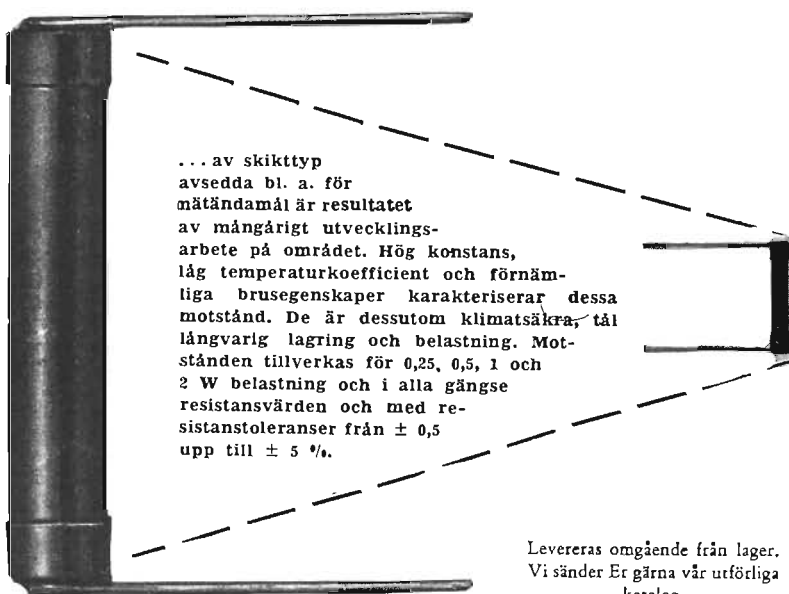 ... av skikttyp
avsedda bl. a. för
mätändamål är resultatet
av mångårigt utvecklings-
arbete på området. Hög konstans,
låg temperaturkoefficient och förnäm-
liga brusegenskaper karakteriserar dessa
motstånd. De är dessutom klimatsäkra, tål
långvarig lagring och belastning. Mot-
stånden tillverkas för 0,25, 0,5, 1 och
2 W belastning och i alla gängse
resistansvärden och med re-
sistanstoleranser från ± 0,5
upp till ± 5 %.
Levereras omgående från lager.
Vi sänder Er gärna vår utförliga